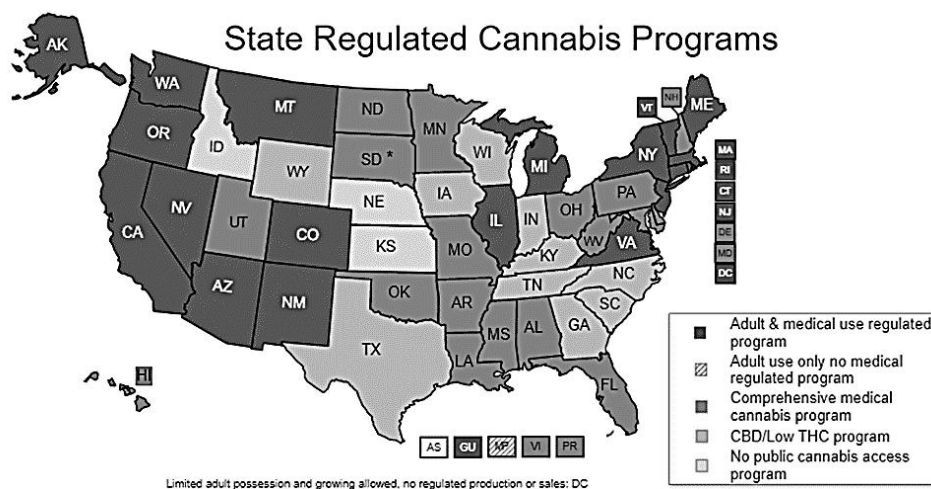 State Regulated Cannabis Programs
AK
WA
MT
ND
MN
VT
NH
ME
OR
ID
SD *
WI
NY
MA
WY
MI
RI
CT
NE
IA
PA
NJ
NV
UT
IL
IN
OH
DE
CA
CO
KS
MO
WV
VA
MD
KY
DC
AZ
NM
OK
AR
TN
NC
SC
TX
MS
AL
GA
LA
HI
FL
AS
GU
MP
VI
PR
Adult & medical use regulated
program
Adult use only no medical
regulated program
Comprehensive medical
cannabis program
CBD/Low THC program
No public cannabis access
program
Limited adult possession and growing allowed, no regulated production or sales: DC